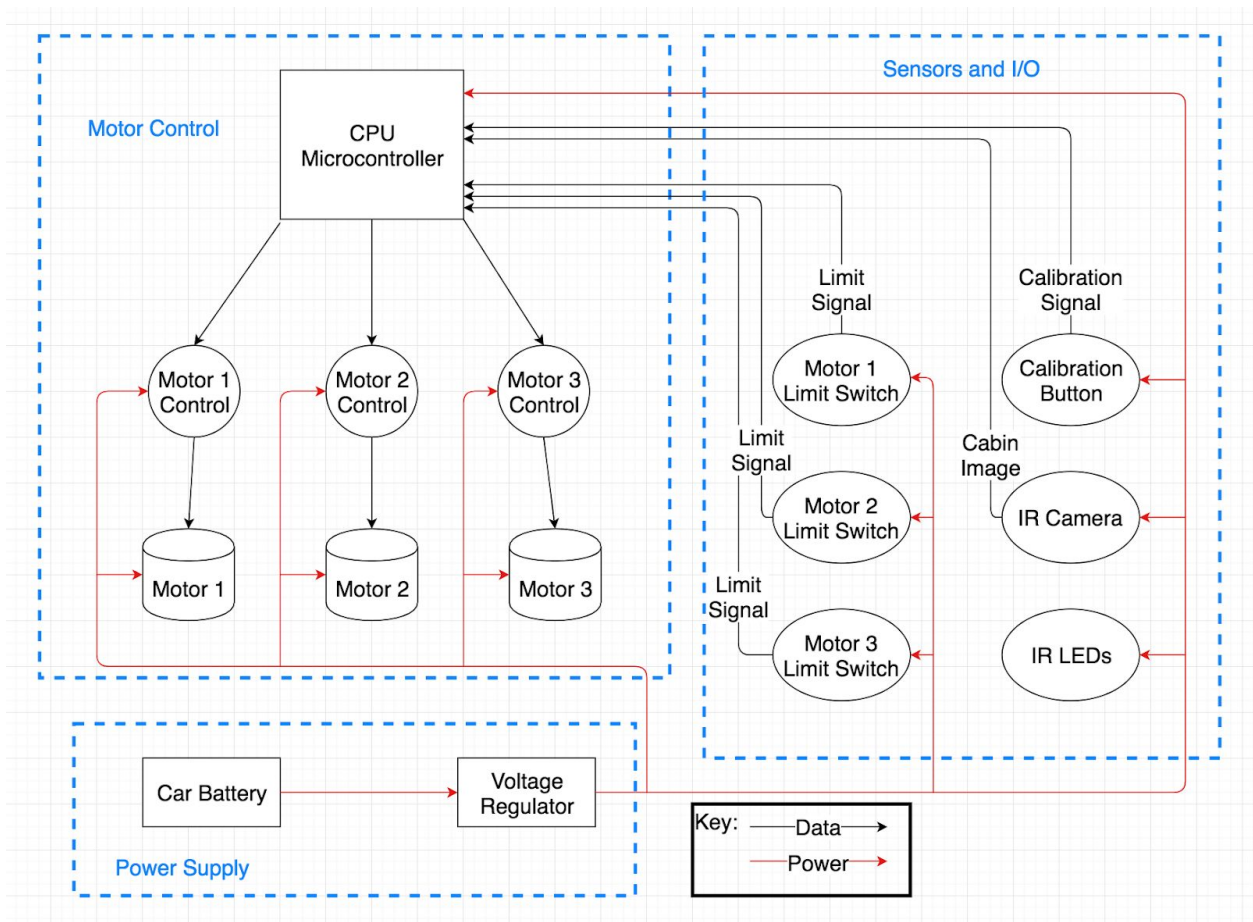 Sensors and I/O
Motor Control
CPU
Microcontroller
Limit
Signal
Calibration
Signal
Motor 1
Control
Motor 2
Control
Motor 3
Control
Motor 1
Limit Switch
Calibration
Button
Limit
Signal
Cabin
Image
Motor 2
Limit Switch
IR Camera
Motor 1
Motor 2
Motor 3
Limit
Signal
Motor 3
Limit Switch
IR LEDs
Car Battery
Voltage
Regulator
Power Supply
Key:
Data
Power